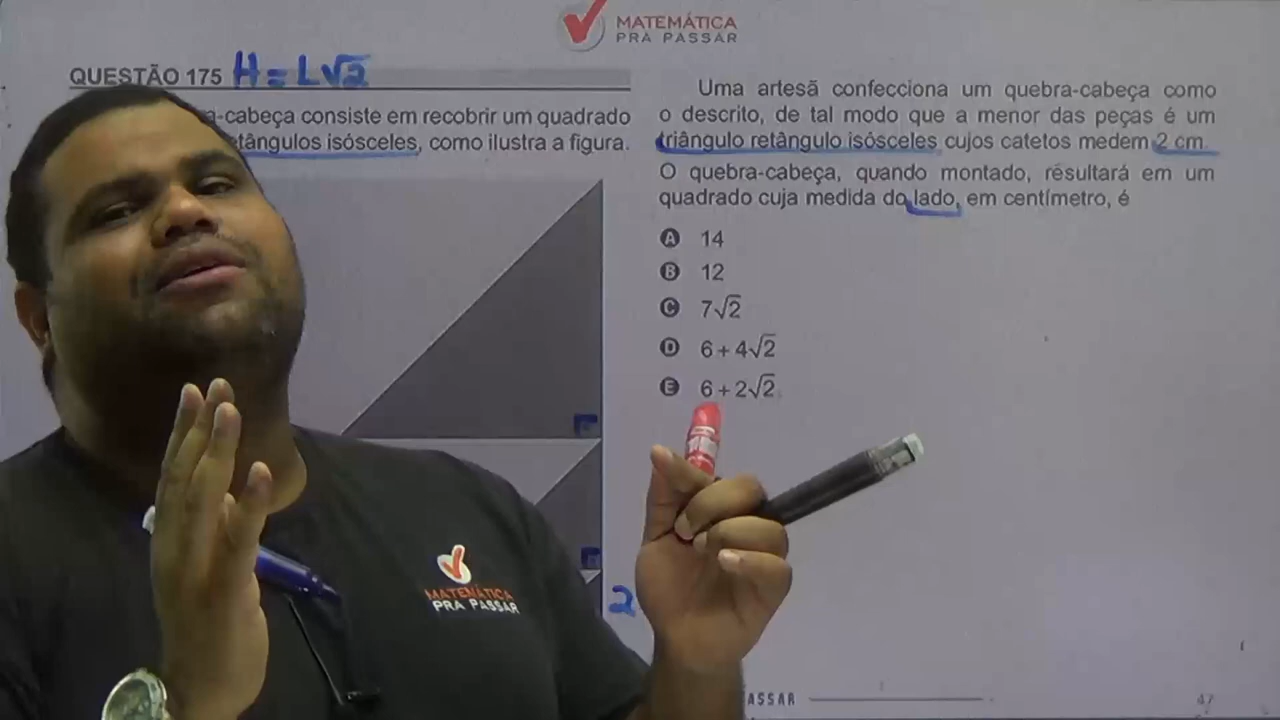 MATEMÁTICA
PRA PASSAR
QUESTÃO 175 H = L√2
a-cabeça consiste em recobrir um quadrado
tângulos isósceles, como ilustra a figura.
2
Uma artesã confecciona um quebra-cabeça como
o descrito, de tal modo que a menor das peças é um
triângulo retângulo isósceles cujos catetos medem 2 cm.
O quebra-cabeça, quando montado, resultará em um
quadrado cuja medida do lado, em centímetro, é
A 14
B 12
C 7√2
D 6 + 4√2
E 6 + 2√2
MATEMÁTICA
PRA PASSAR
ASSAR
47